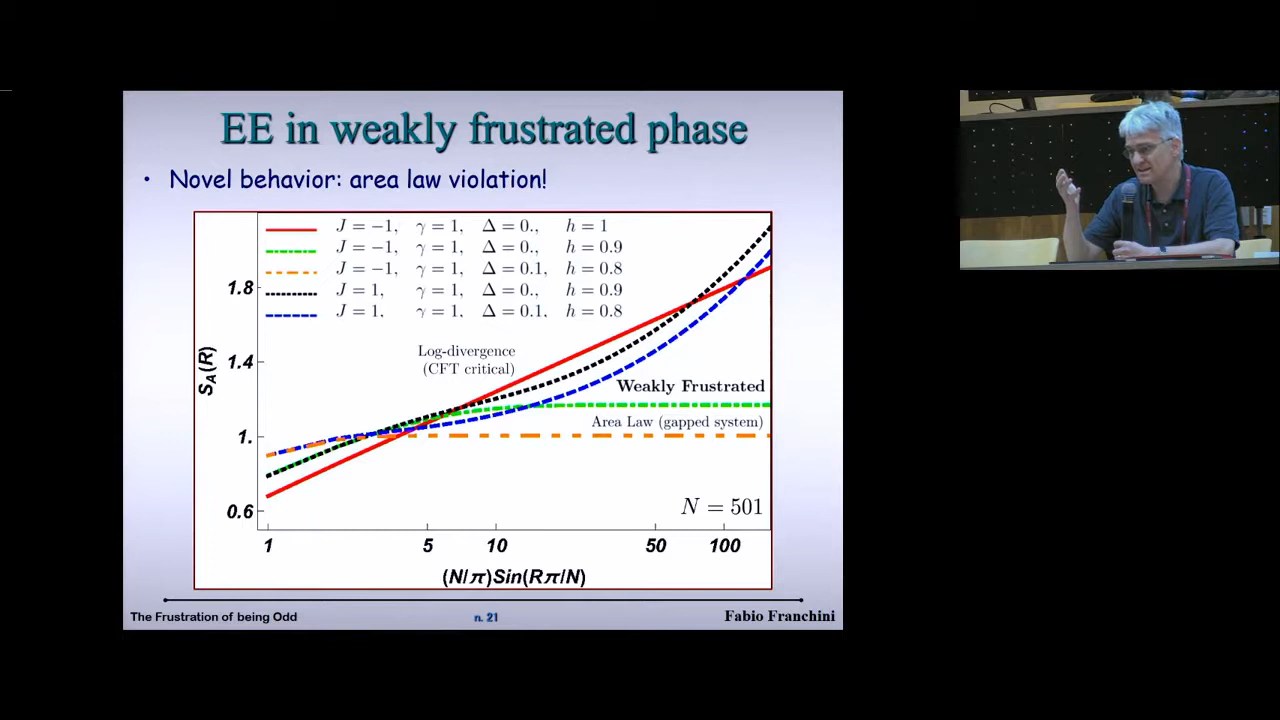 EE in weakly frustrated phase
• Novel behavior: area law violation!
J = −1, γ = 1, Δ = 0., h = 1
J = −1, γ = 1, Δ = 0., h = 0.9
J = −1, γ = 1, Δ = 0.1, h = 0.8
J = 1, γ = 1, Δ = 0., h = 0.9
J = 1, γ = 1, Δ = 0.1, h = 0.8
1.8
1.4
1.
0.6
S_A(R)
Log-divergence
(CFT critical)
Weakly Frustrated
Area Law (gapped system)
N = 501
1 5 10 50 100
(N/π)Sin(Rπ/N)
The Frustration of being Odd n. 21 Fabio Franchini